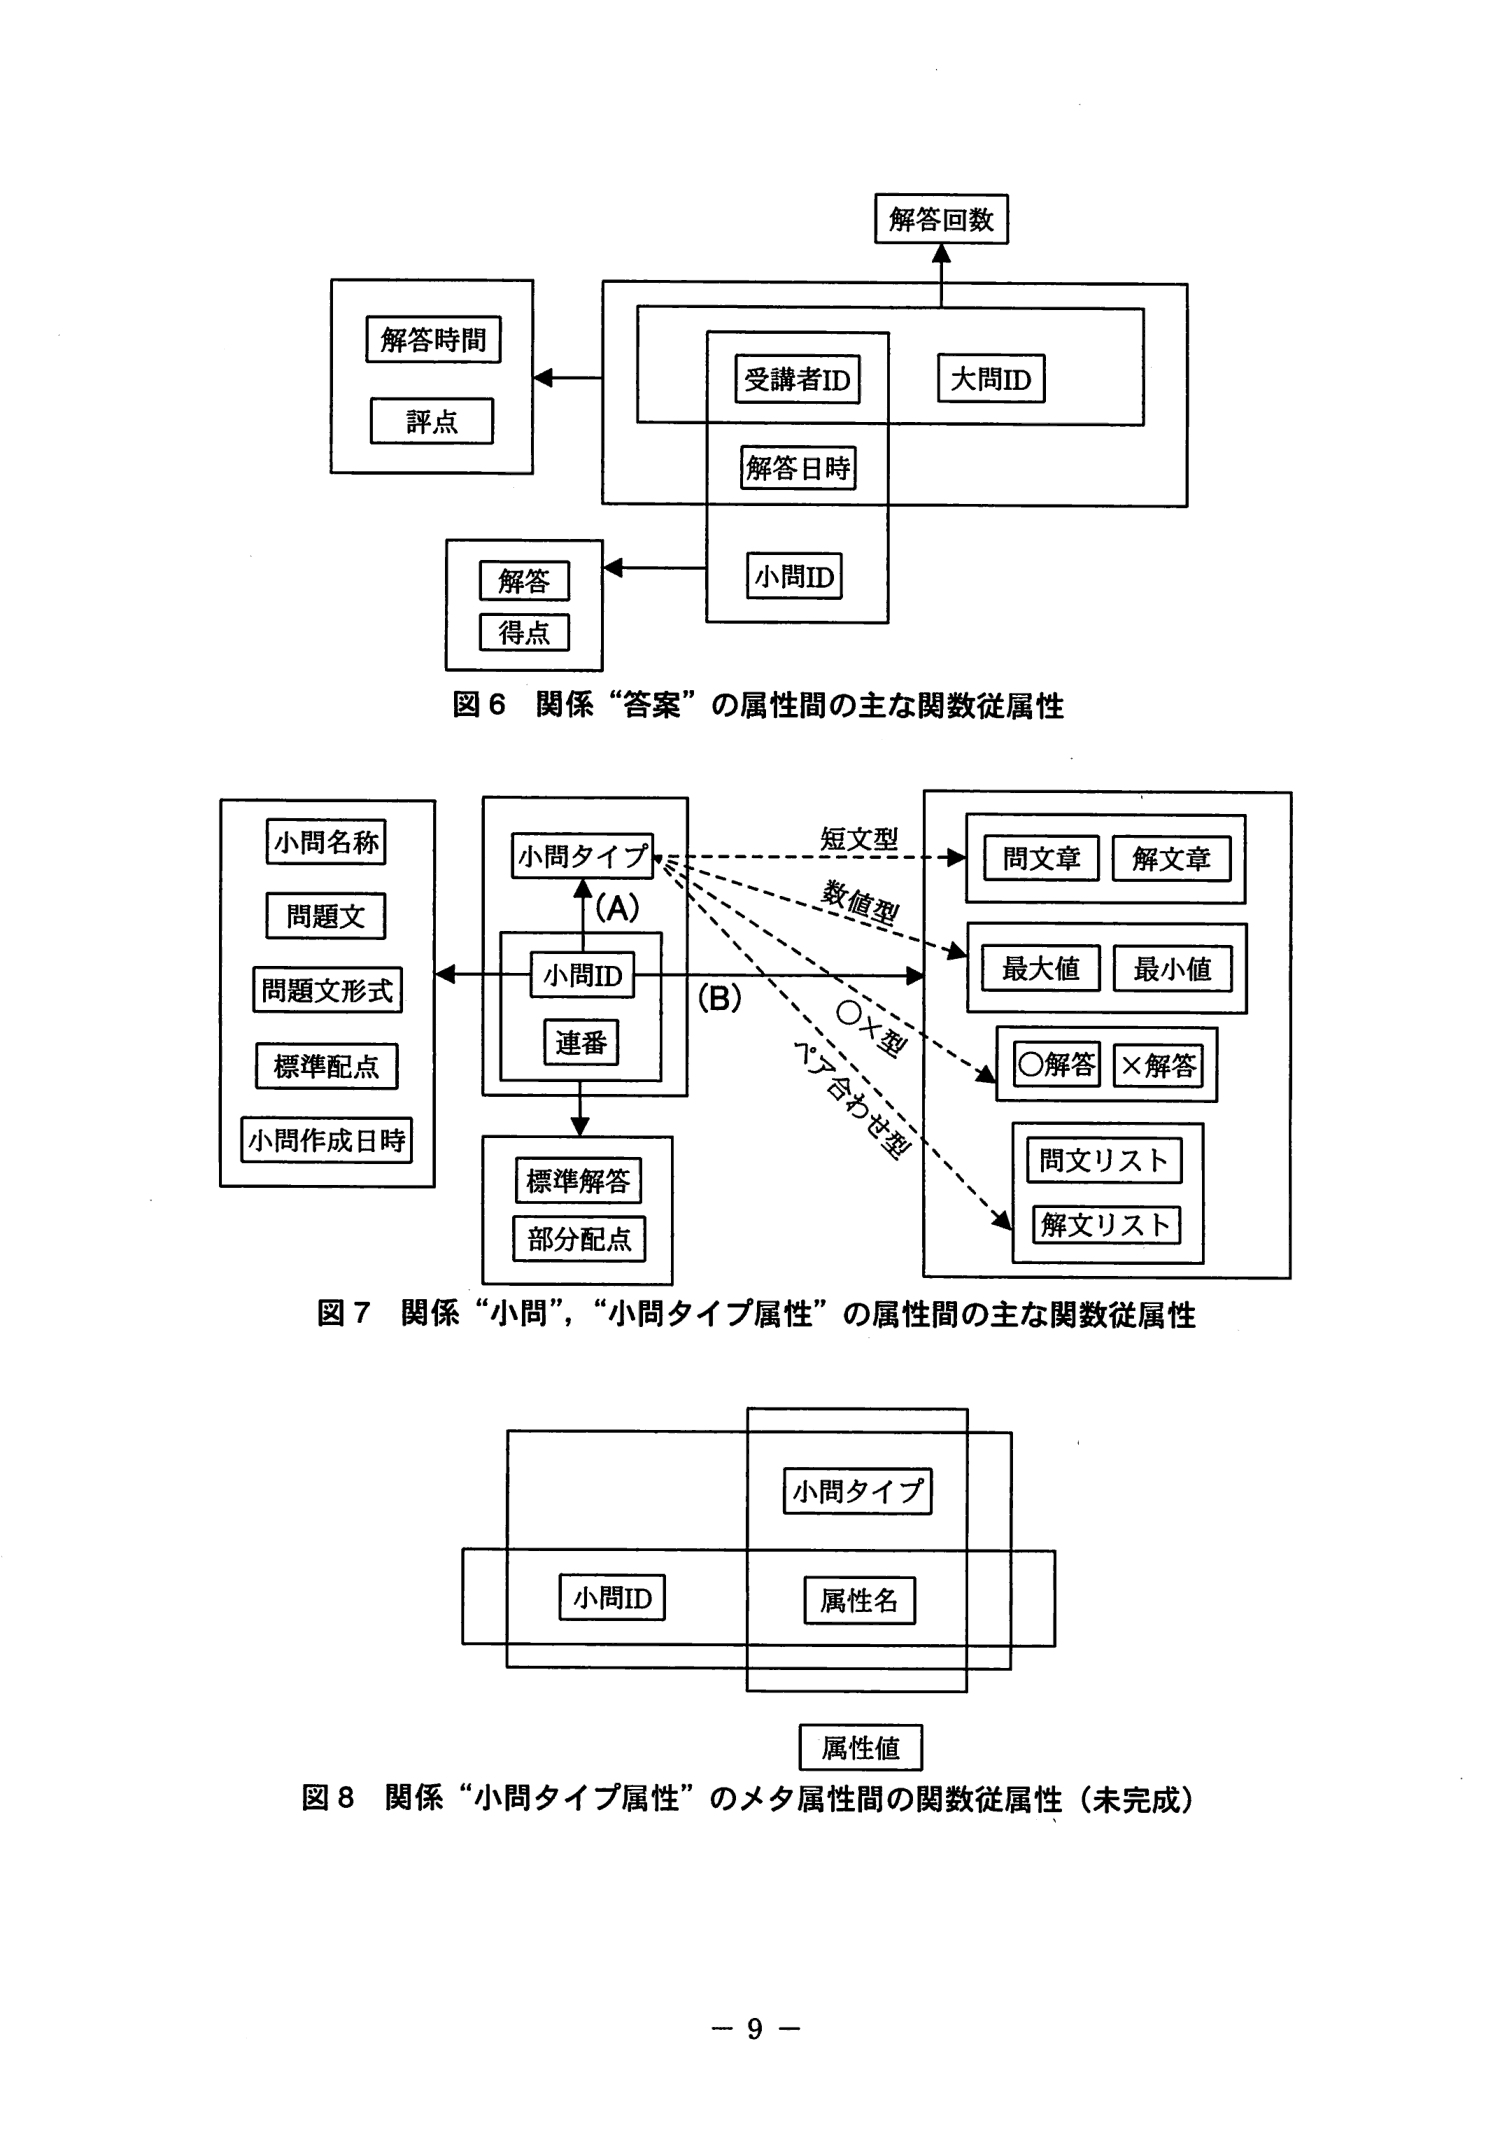 解答回数
解答時間
評点
受講者ID
大問ID
解答日時
小問ID
解答
得点
図6 関係“答案”の属性間の主な関数従属性
小問名称
問題文
問題文形式
標準配点
小問作成日時
小問タイプ
(A)
小問ID
連番
(B)
標準解答
部分配点
短文型
数値型
○×型
ペア合わせ型
問文章 解文章
最大値 最小値
○解答 ×解答
問文リスト
解文リスト
図7 関係“小問”，“小問タイプ属性”の属性間の主な関数従属性
小問タイプ
小問ID 属性名
属性値
図8 関係“小問タイプ属性”のメタ属性間の関数従属性（未完成）
－ 9 －